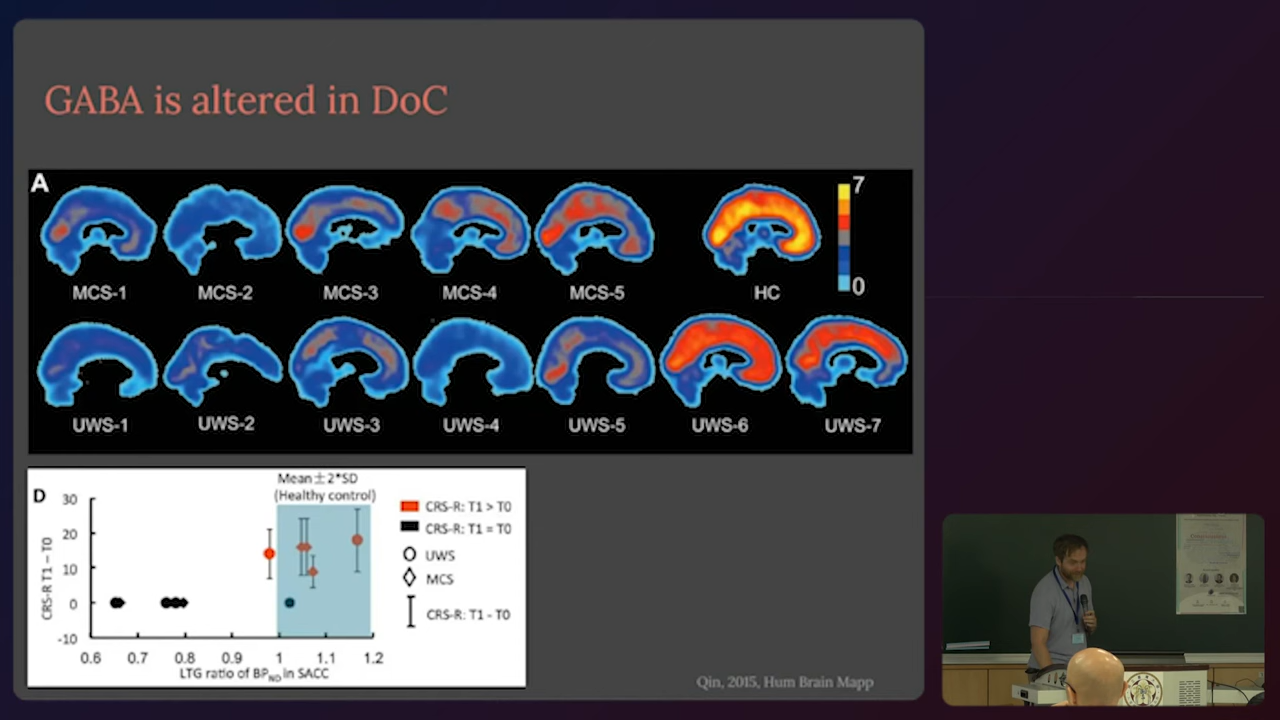 GABA is altered in DoC
A
7
0
MCS-1 MCS-2 MCS-3 MCS-4 MCS-5 HC
UWS-1 UWS-2 UWS-3 UWS-4 UWS-5 UWS-6 UWS-7
D
Mean±2*SD
(Healthy control)
CRS-R T1 – T0
30
20
10
0
-10
0.6 0.7 0.8 0.9 1 1.1 1.2
LTG ratio of BPND in SACC
CRS-R: T1 > T0
CRS-R: T1 = T0
UWS
MCS
CRS-R: T1 - T0
Qin, 2015, Hum Brain Mapp